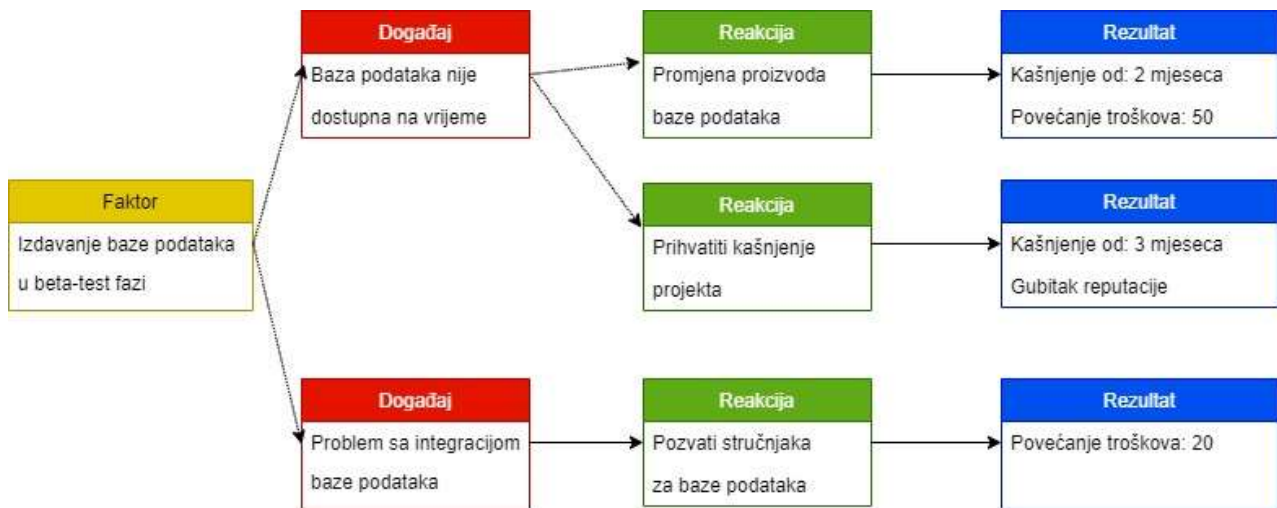 Događaj
Baza podataka nije
dostupna na vrijeme
Reakcija
Promjena proizvoda
baze podataka
Rezultat
Kašnjenje od: 2 mjeseca
Povećanje troškova: 50
Faktor
Izdavanje baze podataka
u beta-test fazi
Reakcija
Prihvatiti kašnjenje
projekta
Rezultat
Kašnjenje od: 3 mjeseca
Gubitak reputacije
Događaj
Problem sa integracijom
baze podataka
Reakcija
Pozvati stručnjaka
za baze podataka
Rezultat
Povećanje troškova: 20